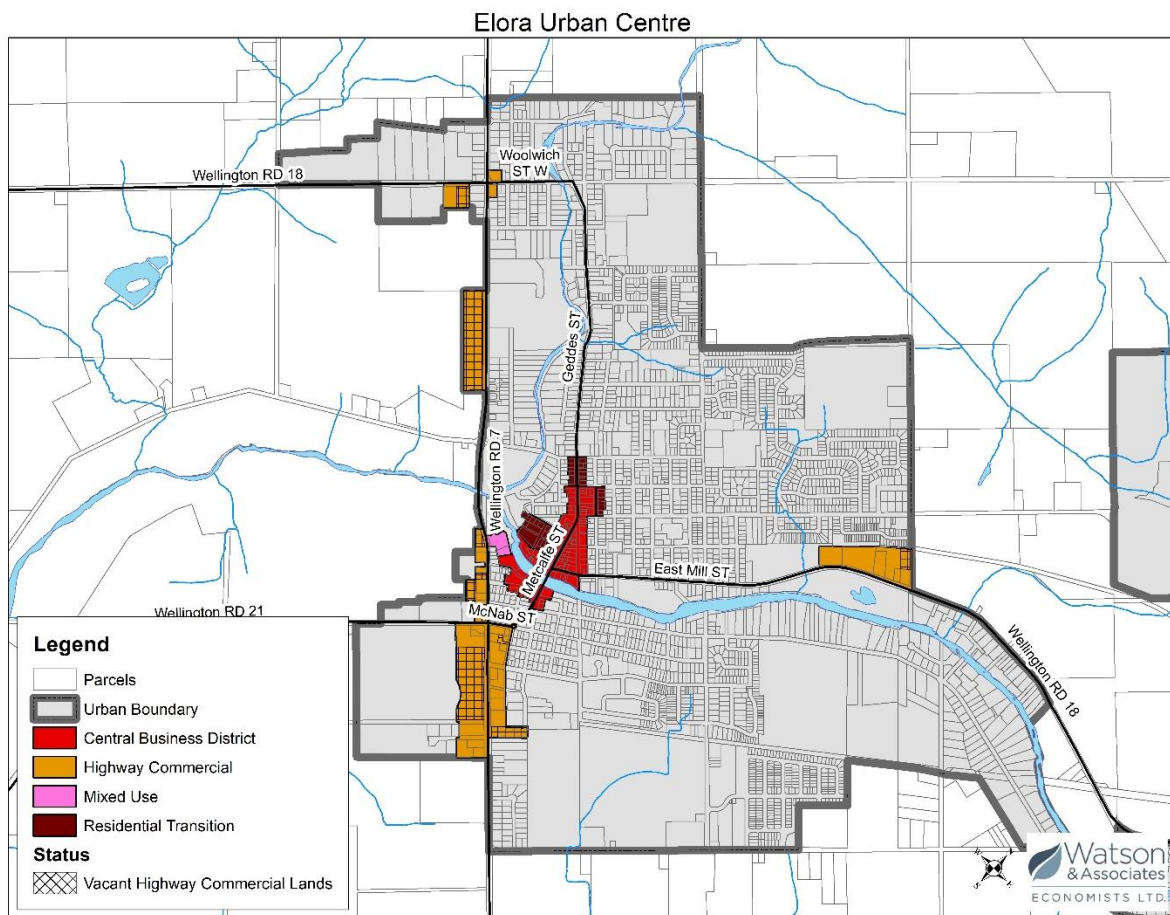 Elora Urban Centre
Woolwich
ST W
Wellington RD 18
Geddes ST
Wellington RD 7
Metcalfe ST
East Mill ST
Wellington RD 21
McNab ST
Wellington RD 18
Legend
Parcels
Urban Boundary
Central Business District
Highway Commercial
Mixed Use
Residential Transition
Status
Vacant Highway Commercial Lands
Watson
& Associates
ECONOMISTS LTD.